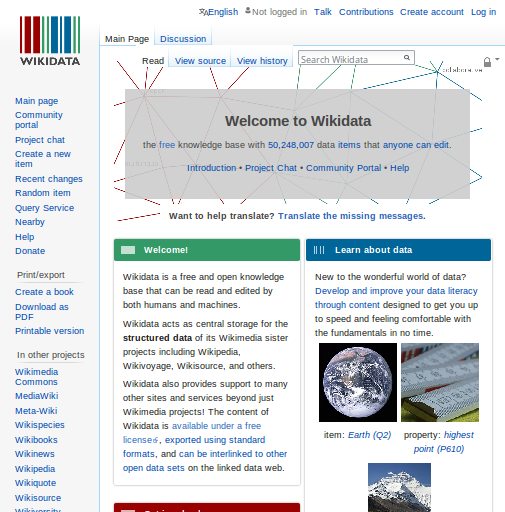 English
Not logged in
Talk
Contributions
Create account
Log in
WIKIDATA
Main Page
Discussion
Read
View source
View history
Search Wikidata
Main page
Community
portal
Project chat
Create a new
item
Recent changes
Random item
Query Service
Nearby
Help
Donate
Print/export
Create a book
Download as
PDF
Printable version
In other projects
Wikimedia
Commons
MediaWiki
Meta-Wiki
Wikispecies
Wikibooks
Wikinews
Wikipedia
Wikiquote
Wikisource
Wikiversity
Welcome to Wikidata
the free knowledge base with 50,248,007 data items that anyone can edit.
Introduction • Project Chat • Community Portal • Help
Want to help translate? Translate the missing messages.
Welcome!
Wikidata is a free and open knowledge
base that can be read and edited by
both humans and machines.
Wikidata acts as central storage for the
structured data of its Wikimedia sister
projects including Wikipedia,
Wikivoyage, Wikisource, and others.
Wikidata also provides support to many
other sites and services beyond just
Wikimedia projects! The content of
Wikidata is available under a free
license, exported using standard
formats, and can be interlinked to other
open data sets on the linked data web.
Learn about data
New to the wonderful world of data?
Develop and improve your data literacy
through content designed to get you up
to speed and feeling comfortable with
the fundamentals in no time.
item: Earth (Q2)
property: highest
point (P610)